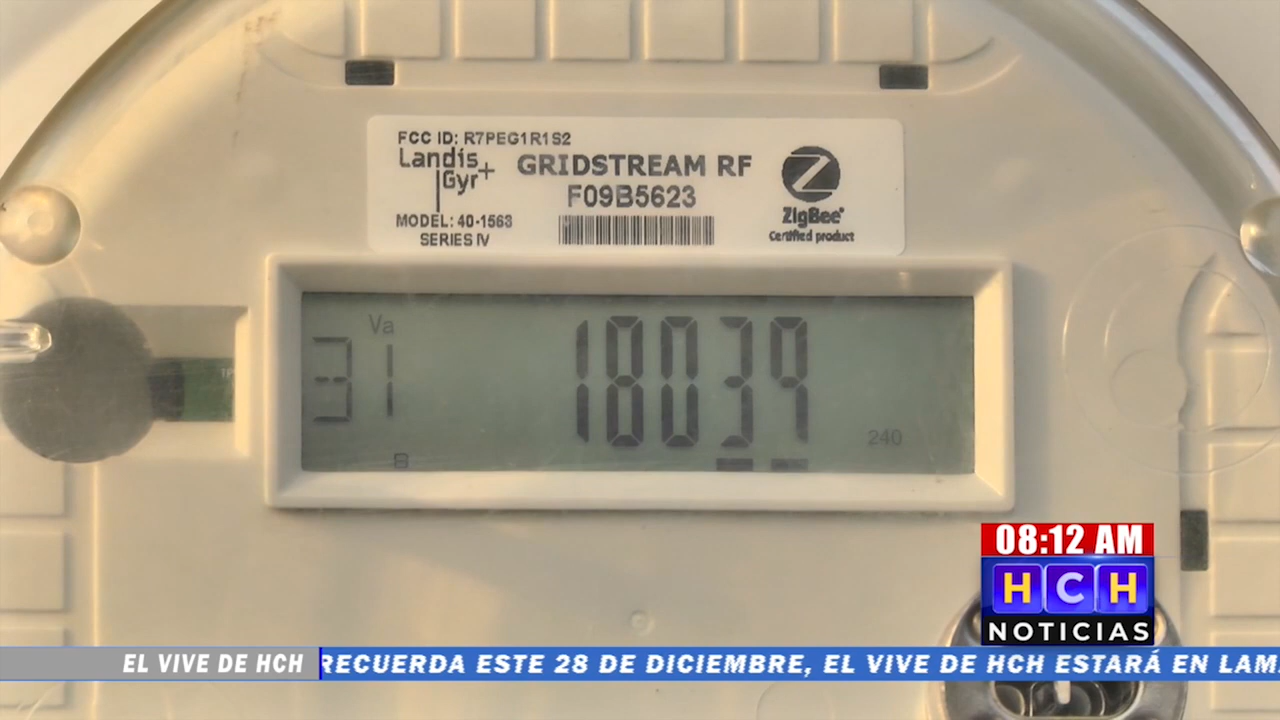 FCC ID: R7PEG1R1S2
Landis
Gyr+
GRIDSTREAM RF
F09B5623
MODEL: 40-1563
SERIES IV
Z
ZigBee®
Certified product
Va
31
18039
240
B
08:12 AM
HCH
NOTICIAS
EL VIVE DE HCH
RECUERDA ESTE 28 DE DICIEMBRE, EL VIVE DE HCH ESTARÁ EN LAM